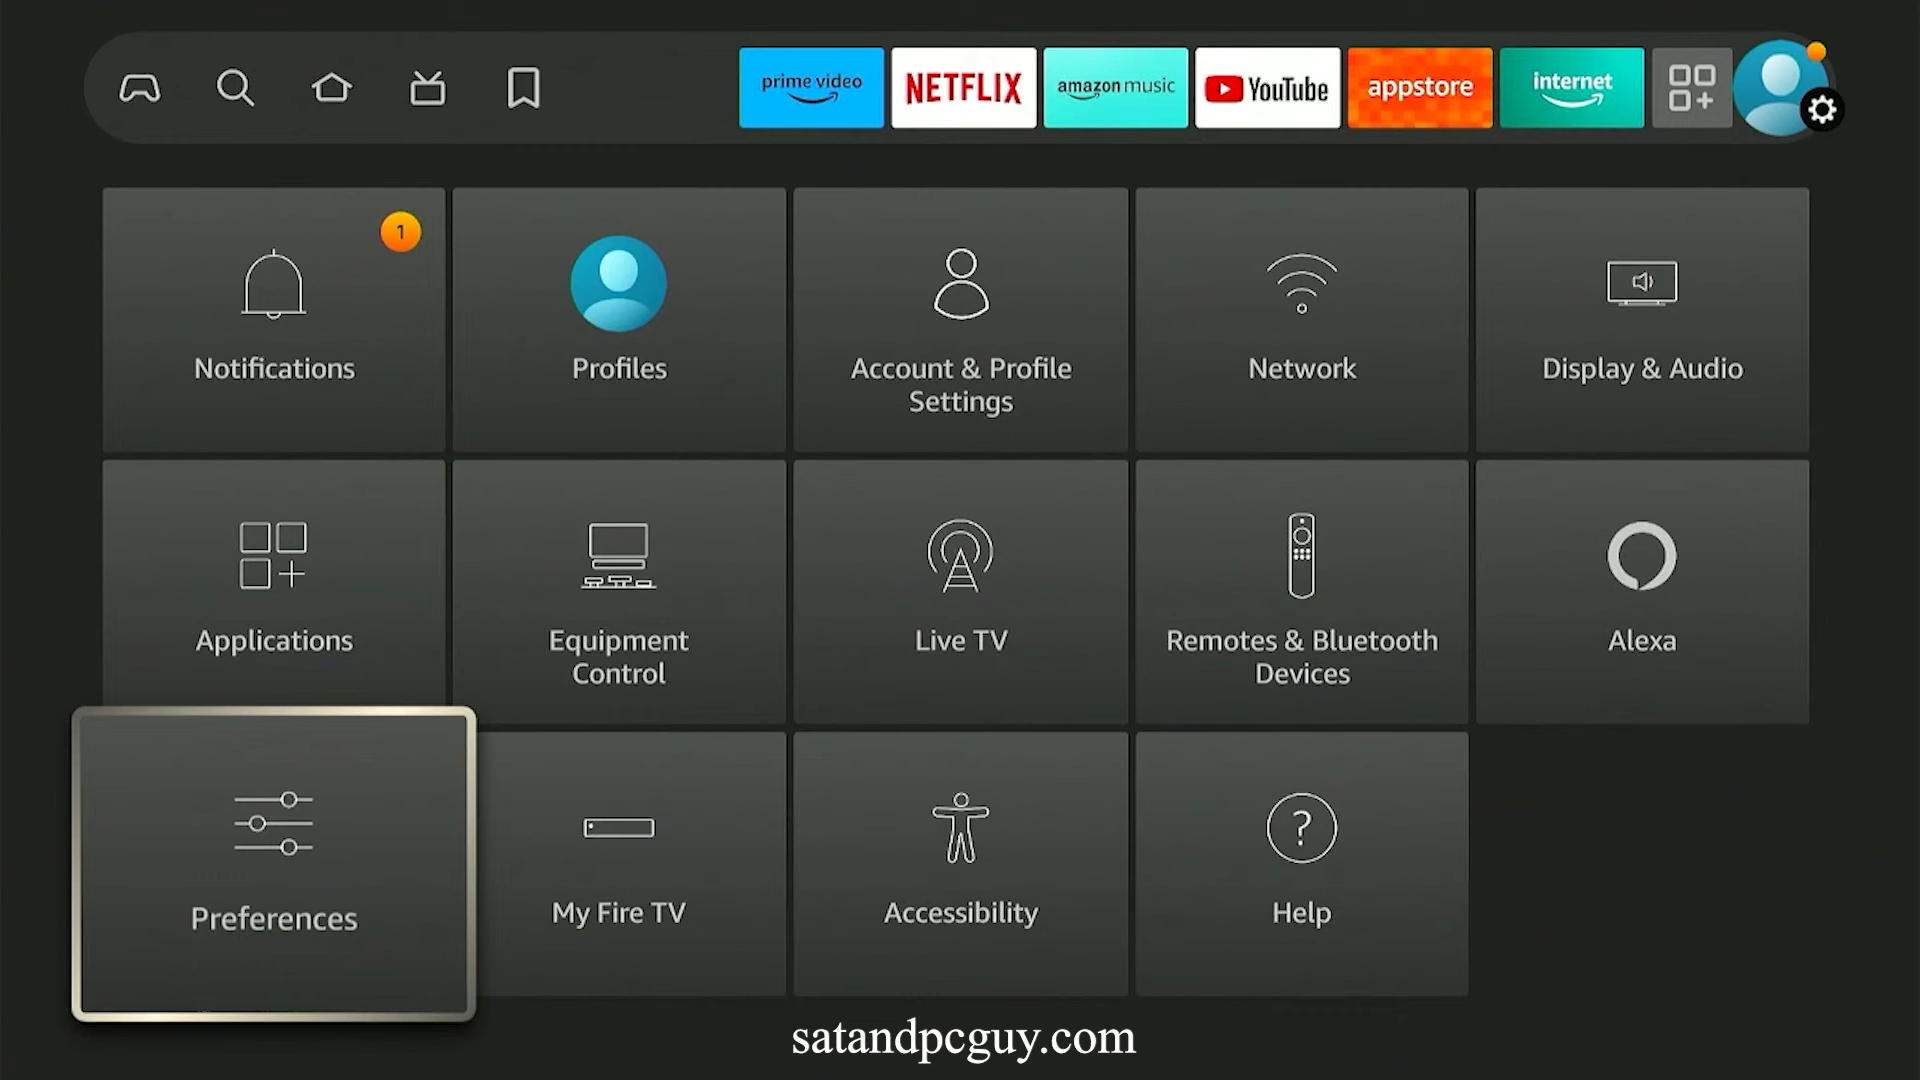 prime video
NETFLIX
amazon music
YouTube
appstore
internet
1
Notifications
Profiles
Account & Profile
Settings
Network
Display & Audio
Applications
Equipment
Control
Live TV
Remotes & Bluetooth
Devices
Alexa
Preferences
My Fire TV
Accessibility
?
Help
satandpcguy.com